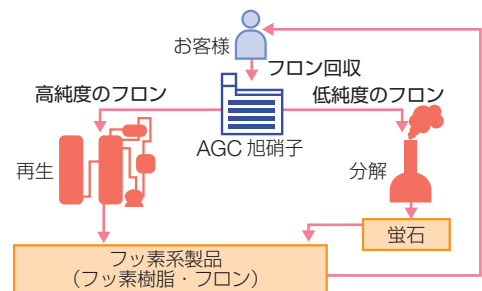 お客様
フロン回収
高純度のフロン
低純度のフロン
AGC 旭硝子
再生
分解
蛍石
フッ素系製品
（フッ素樹脂・フロン）